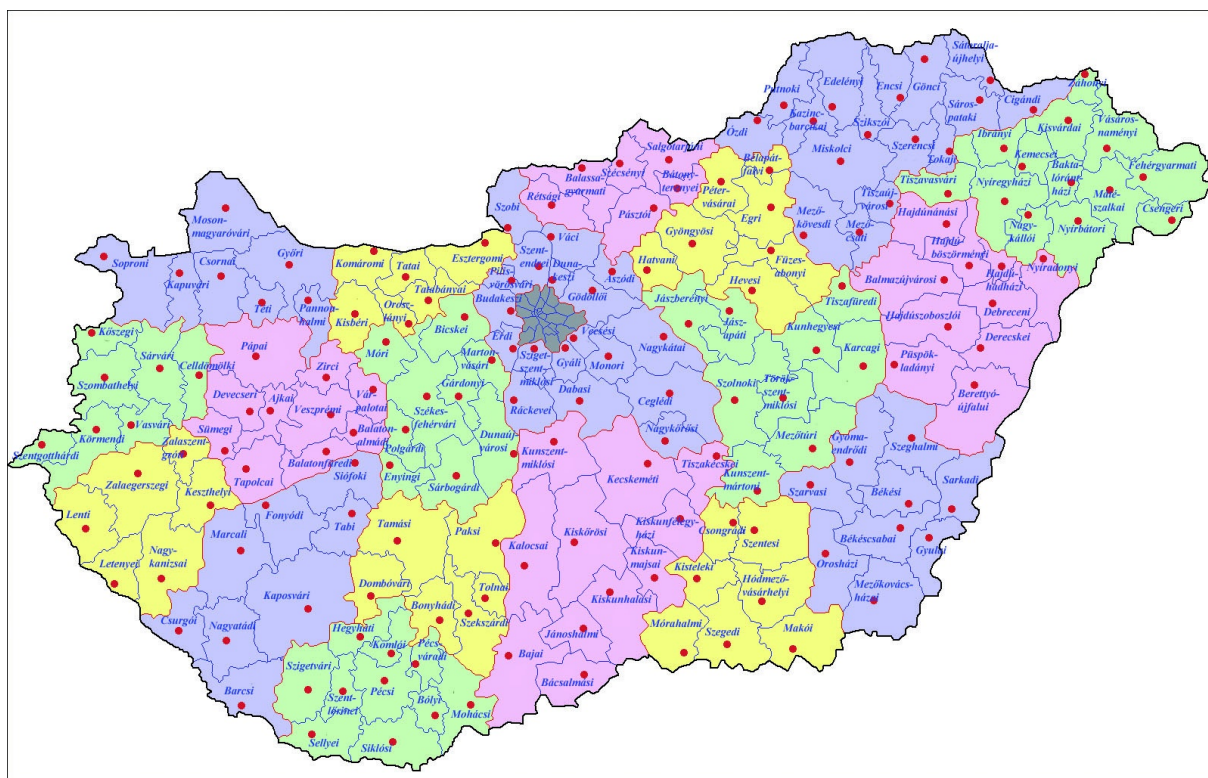 Sátoralja-
újhelyi
Putnoki
Edelényi
Encsi
Gönci
Záhonyi
Ózdi
Kazinc-
barcikai
Sáros-
pataki
Cigándi
Szikszói
Ibrányi
Kisvárdai
Vásáros-
naményi
Miskolci
Szerencsi
Tokaji
Kemecsei
Fehérgyarmati
Salgótarjáni
Szécsényi
Balassa-
gyarmati
Bátony-
terenyei
Bélapát-
falvi
Péter-
vásárai
Tiszavasvári
Nyíregyházi
Bakta-
lóránt-
házi
Máté-
szalkai
Csengeri
Rétsági
Pásztói
Egri
Mező-
kövesdi
Tiszaúj-
városi
Mező-
csáti
Hajdúnánási
Nagy-
kállói
Nyírbátori
Moson-
magyaróvári
Szobi
Váci
Gyöngyösi
Hajdú
böszörményi
Nyíradonyi
Soproni
Kapuvári
Csornai
Győri
Komáromi
Tatai
Esztergomi
Szent-
endrei
Duna-
keszi
Pilis-
vörösvári
Aszódi
Hatvani
Füzes-
abonyi
Hevesi
Balmazújvárosi
Hajdú-
hadházi
Téti
Pannon-
halmi
Kisbéri
Orosz-
lányi
Tatabányai
Budakeszi
Gödöllői
Jászberényi
Tiszafüredi
Debreceni
Kőszegi
Sárvári
Celldömölki
Pápai
Zirci
Móri
Bicskei
Érdi
Vecsési
Gyáli
Monori
Nagykátai
Jász-
apáti
Kunhegyesi
Karcagi
Hajdúszoboszlói
Derecskei
Szombathelyi
Devecseri
Ajkai
Veszprémi
Vár-
palotai
Marton-
vásári
Gárdonyi
Sziget-
szent-
miklósi
Dabasi
Püspök-
ladányi
Berettyó-
újfalui
Vasvári
Körmendi
Szentgotthárdi
Sümegi
Balaton-
almádi
Székes-
fehérvári
Ráckevei
Ceglédi
Szolnoki
Török-
szent-
miklósi
Zalaszent-
gróti
Balatonfüredi
Polgárdi
Dunaúj-
városi
Nagykőrösi
Mezőtúri
Gyoma-
endrődi
Szeghalmi
Zalaegerszegi
Keszthelyi
Tapolcai
Siófoki
Enyingi
Sárbogárdi
Kunszent-
miklósi
Kecskeméti
Tiszakécskei
Kunszent-
mártoni
Szarvasi
Békési
Sarkadi
Lenti
Fonyódi
Tabi
Tamási
Paksi
Kiskőrösi
Kiskunfélegy-
házi
Csongrádi
Szentesi
Békéscsabai
Gyulai
Letenyei
Nagy-
kanizsai
Marcali
Kalocsai
Kiskun-
majsai
Kisteleki
Hódmező-
vásárhelyi
Orosházi
Mezőkovács-
házai
Kaposvári
Dombóvári
Tolnai
Bonyhádi
Szekszárdi
Kiskunhalasi
Csurgói
Nagyatádi
Hegyháti
Komlói
Pécs-
váradi
Jánoshalmi
Mórahalmi
Szegedi
Makói
Barcsi
Szigetvári
Szent-
lőrinci
Pécsi
Bólyi
Mohácsi
Bajai
Bácsalmási
Sellyei
Siklósi